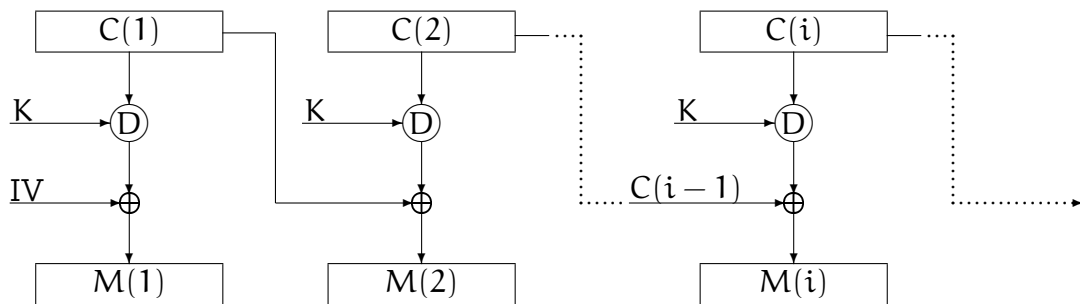 C(1) C(2) C(i)
K D K D K D
IV C(i − 1)
M(1) M(2) M(i)